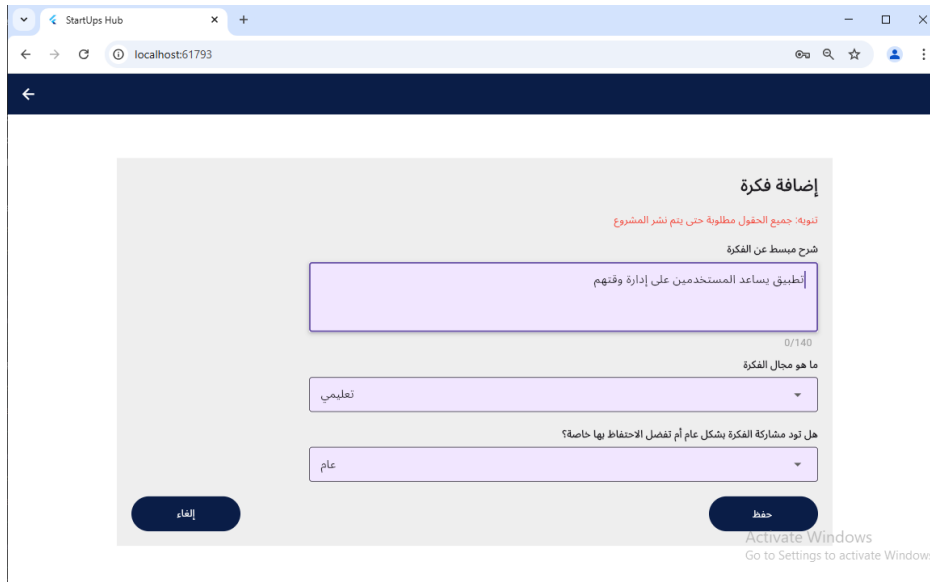 StartUps Hub
localhost:61793
إضافة فكرة
تنويه: جميع الحقول مطلوبة حتى يتم نشر المشروع
شرح مبسط عن الفكرة
تطبيق يساعد المستخدمين على إدارة وقتهم
0/140
ما هو مجال الفكرة
تعليمي
هل تود مشاركة الفكرة بشكل عام أم تفضل الاحتفاظ بها خاصة؟
عام
حفظ
إلغاء
Activate Windows
Go to Settings to activate Windows